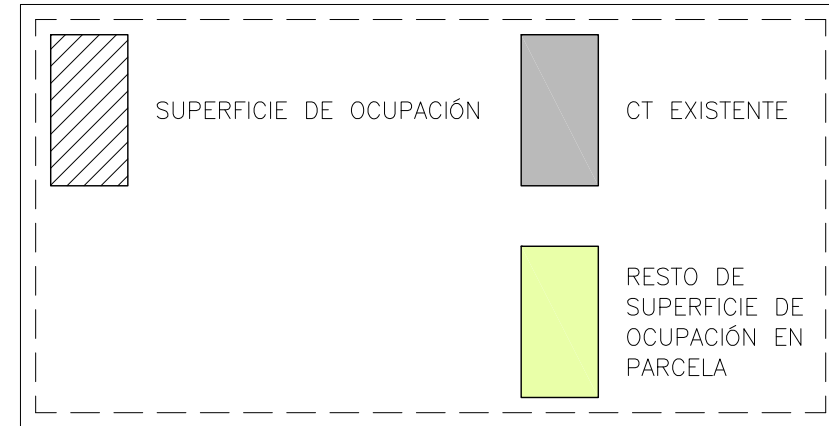 SUPERFICIE DE OCUPACIÓN
CT EXISTENTE
RESTO DE
SUPERFICIE DE
OCUPACIÓN EN
PARCELA